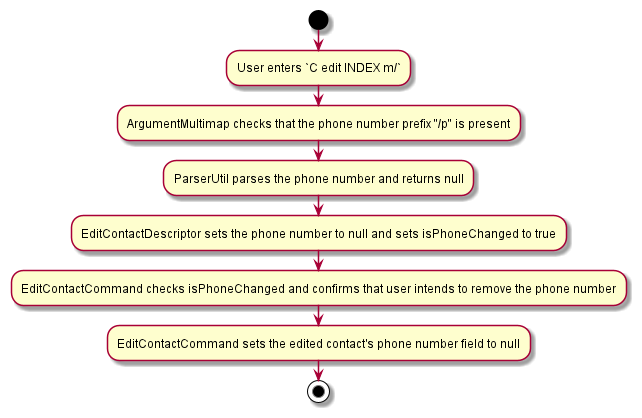 User enters `C edit INDEX m/`
ArgumentMultimap checks that the phone number prefix "/p" is present
ParserUtil parses the phone number and returns null
EditContactDescriptor sets the phone number to null and sets isPhoneChanged to true
EditContactCommand checks isPhoneChanged and confirms that user intends to remove the phone number
EditContactCommand sets the edited contact's phone number field to null